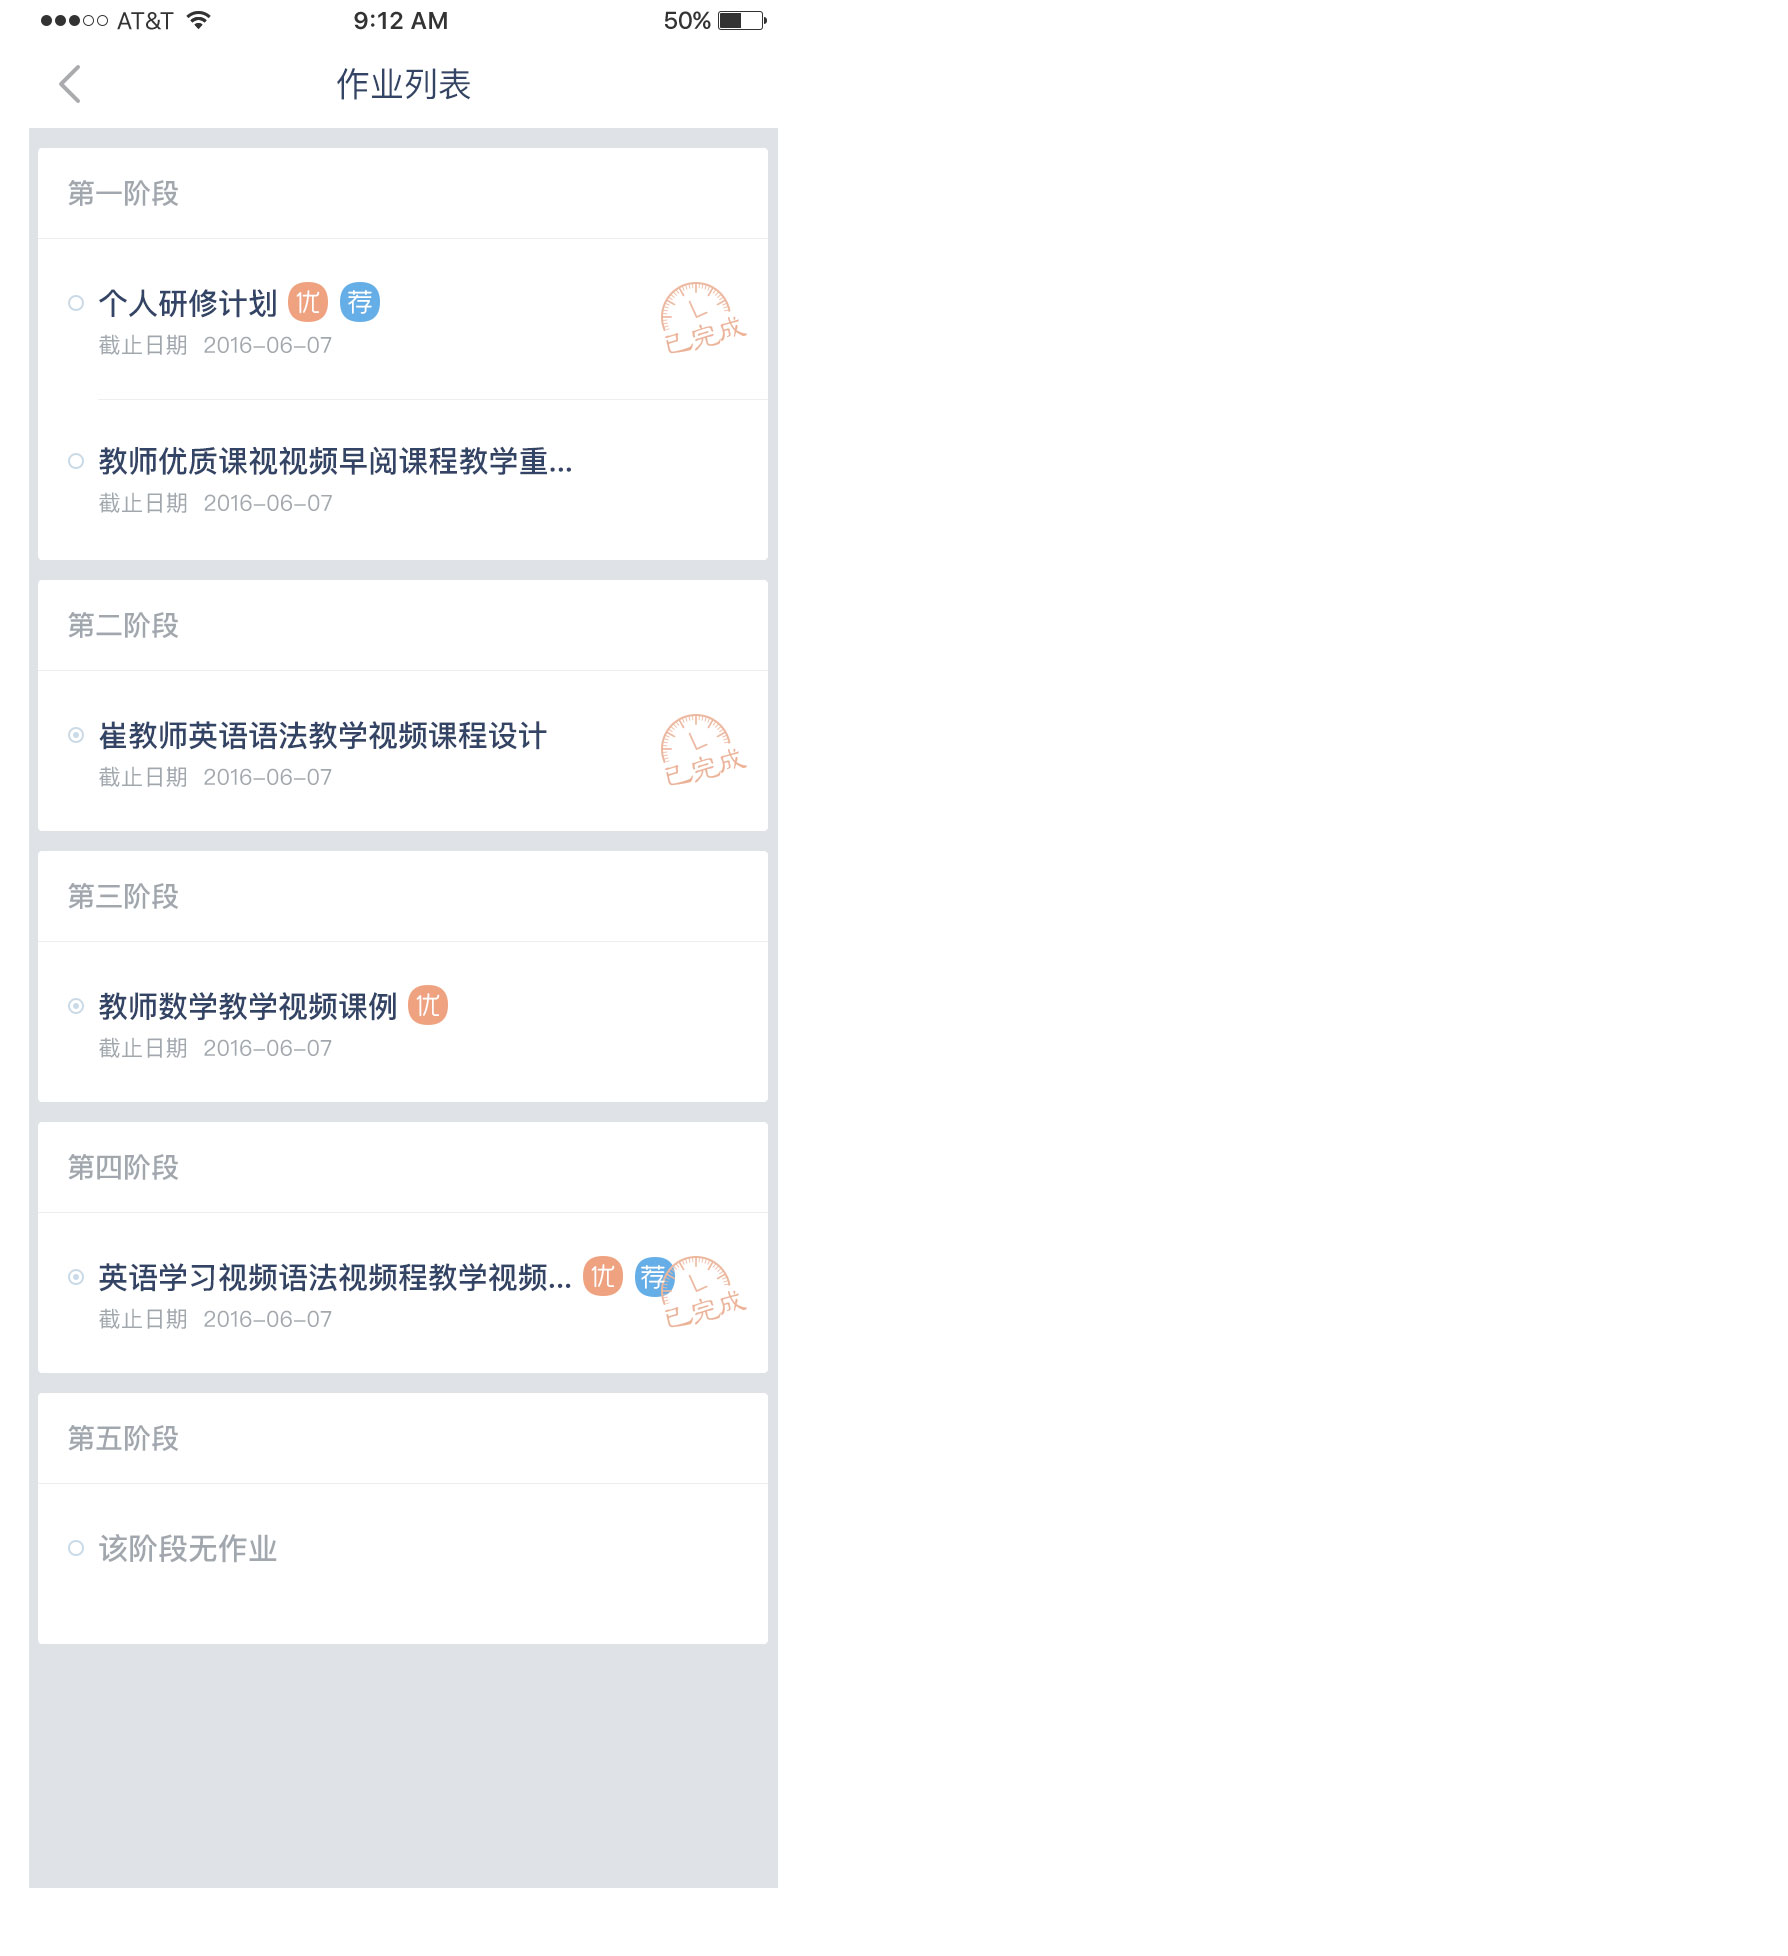 AT&T 9:12 AM 50%
作业列表
第一阶段
个人研修计划 优 荐
已完成
截止日期 2016-06-07
教师优质课视视频早阅课程教学重...
截止日期 2016-06-07
第二阶段
崔教师英语语法教学视频课程设计
已完成
截止日期 2016-06-07
第三阶段
教师数学教学视频课例 优
截止日期 2016-06-07
第四阶段
英语学习视频语法视频程教学视频... 优 荐
已完成
截止日期 2016-06-07
第五阶段
该阶段无作业